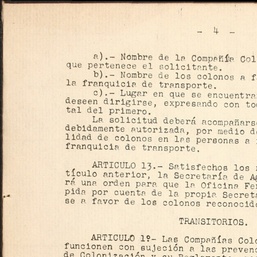 - 4 -
a).- Nombre de la Compañía Col
que pertenece el solicitante.
b).- Nombre de los colonos a f
la franquicia de transporte.
c).- Lugar en que se encuentra
deseen dirigirse, expresando con to
tal del primero.
La solicitud deberá acompañars
debidamente autorizada, por medio d
lidad de colonos en las personas a
franquicia de transporte.
ARTICULO 13.- Satisfechos los
tículo anterior, la Secretaría de A
rá una orden para que la Oficina Fe
pida por cuenta de la propia Secreta
se a favor de los colonos reconocid
TRANSITORIOS.
ARTICULO 1º- Las Compañías Colo
funcionen con sujeción a las preven
de Colonización y su Reglamento